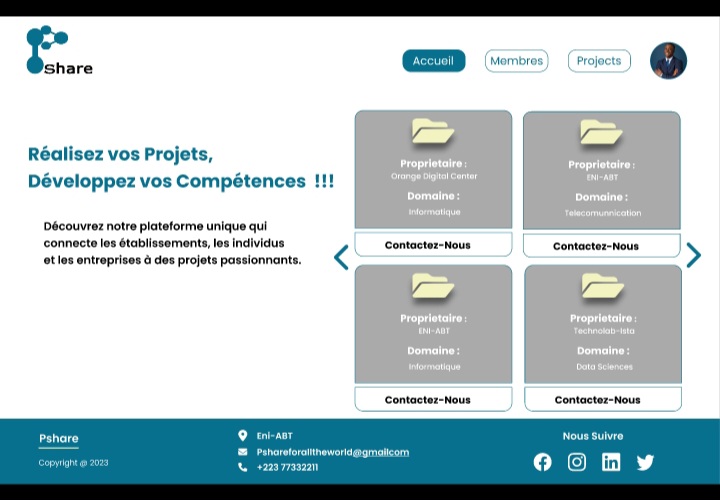 Share
Accueil
Membres
Projects
Réalisez vos Projets,
Développez vos Compétences !!!
Découvrez notre plateforme unique qui
connecte les établissements, les individus
et les entreprises à des projets passionnants.
Proprietaire :
Orange Digital Center
Domaine :
Informatique
Contactez-Nous
Proprietaire :
ENI-ABT
Domaine :
Telecomunnication
Contactez-Nous
Proprietaire :
ENI-ABT
Domaine :
Informatique
Contactez-Nous
Proprietaire :
Technolab-Ista
Domaine :
Data Sciences
Contactez-Nous
Pshare
Copyright @ 2023
Eni-ABT
Pshareforalltheworld@gmailcom
+223 77332211
Nous Suivre